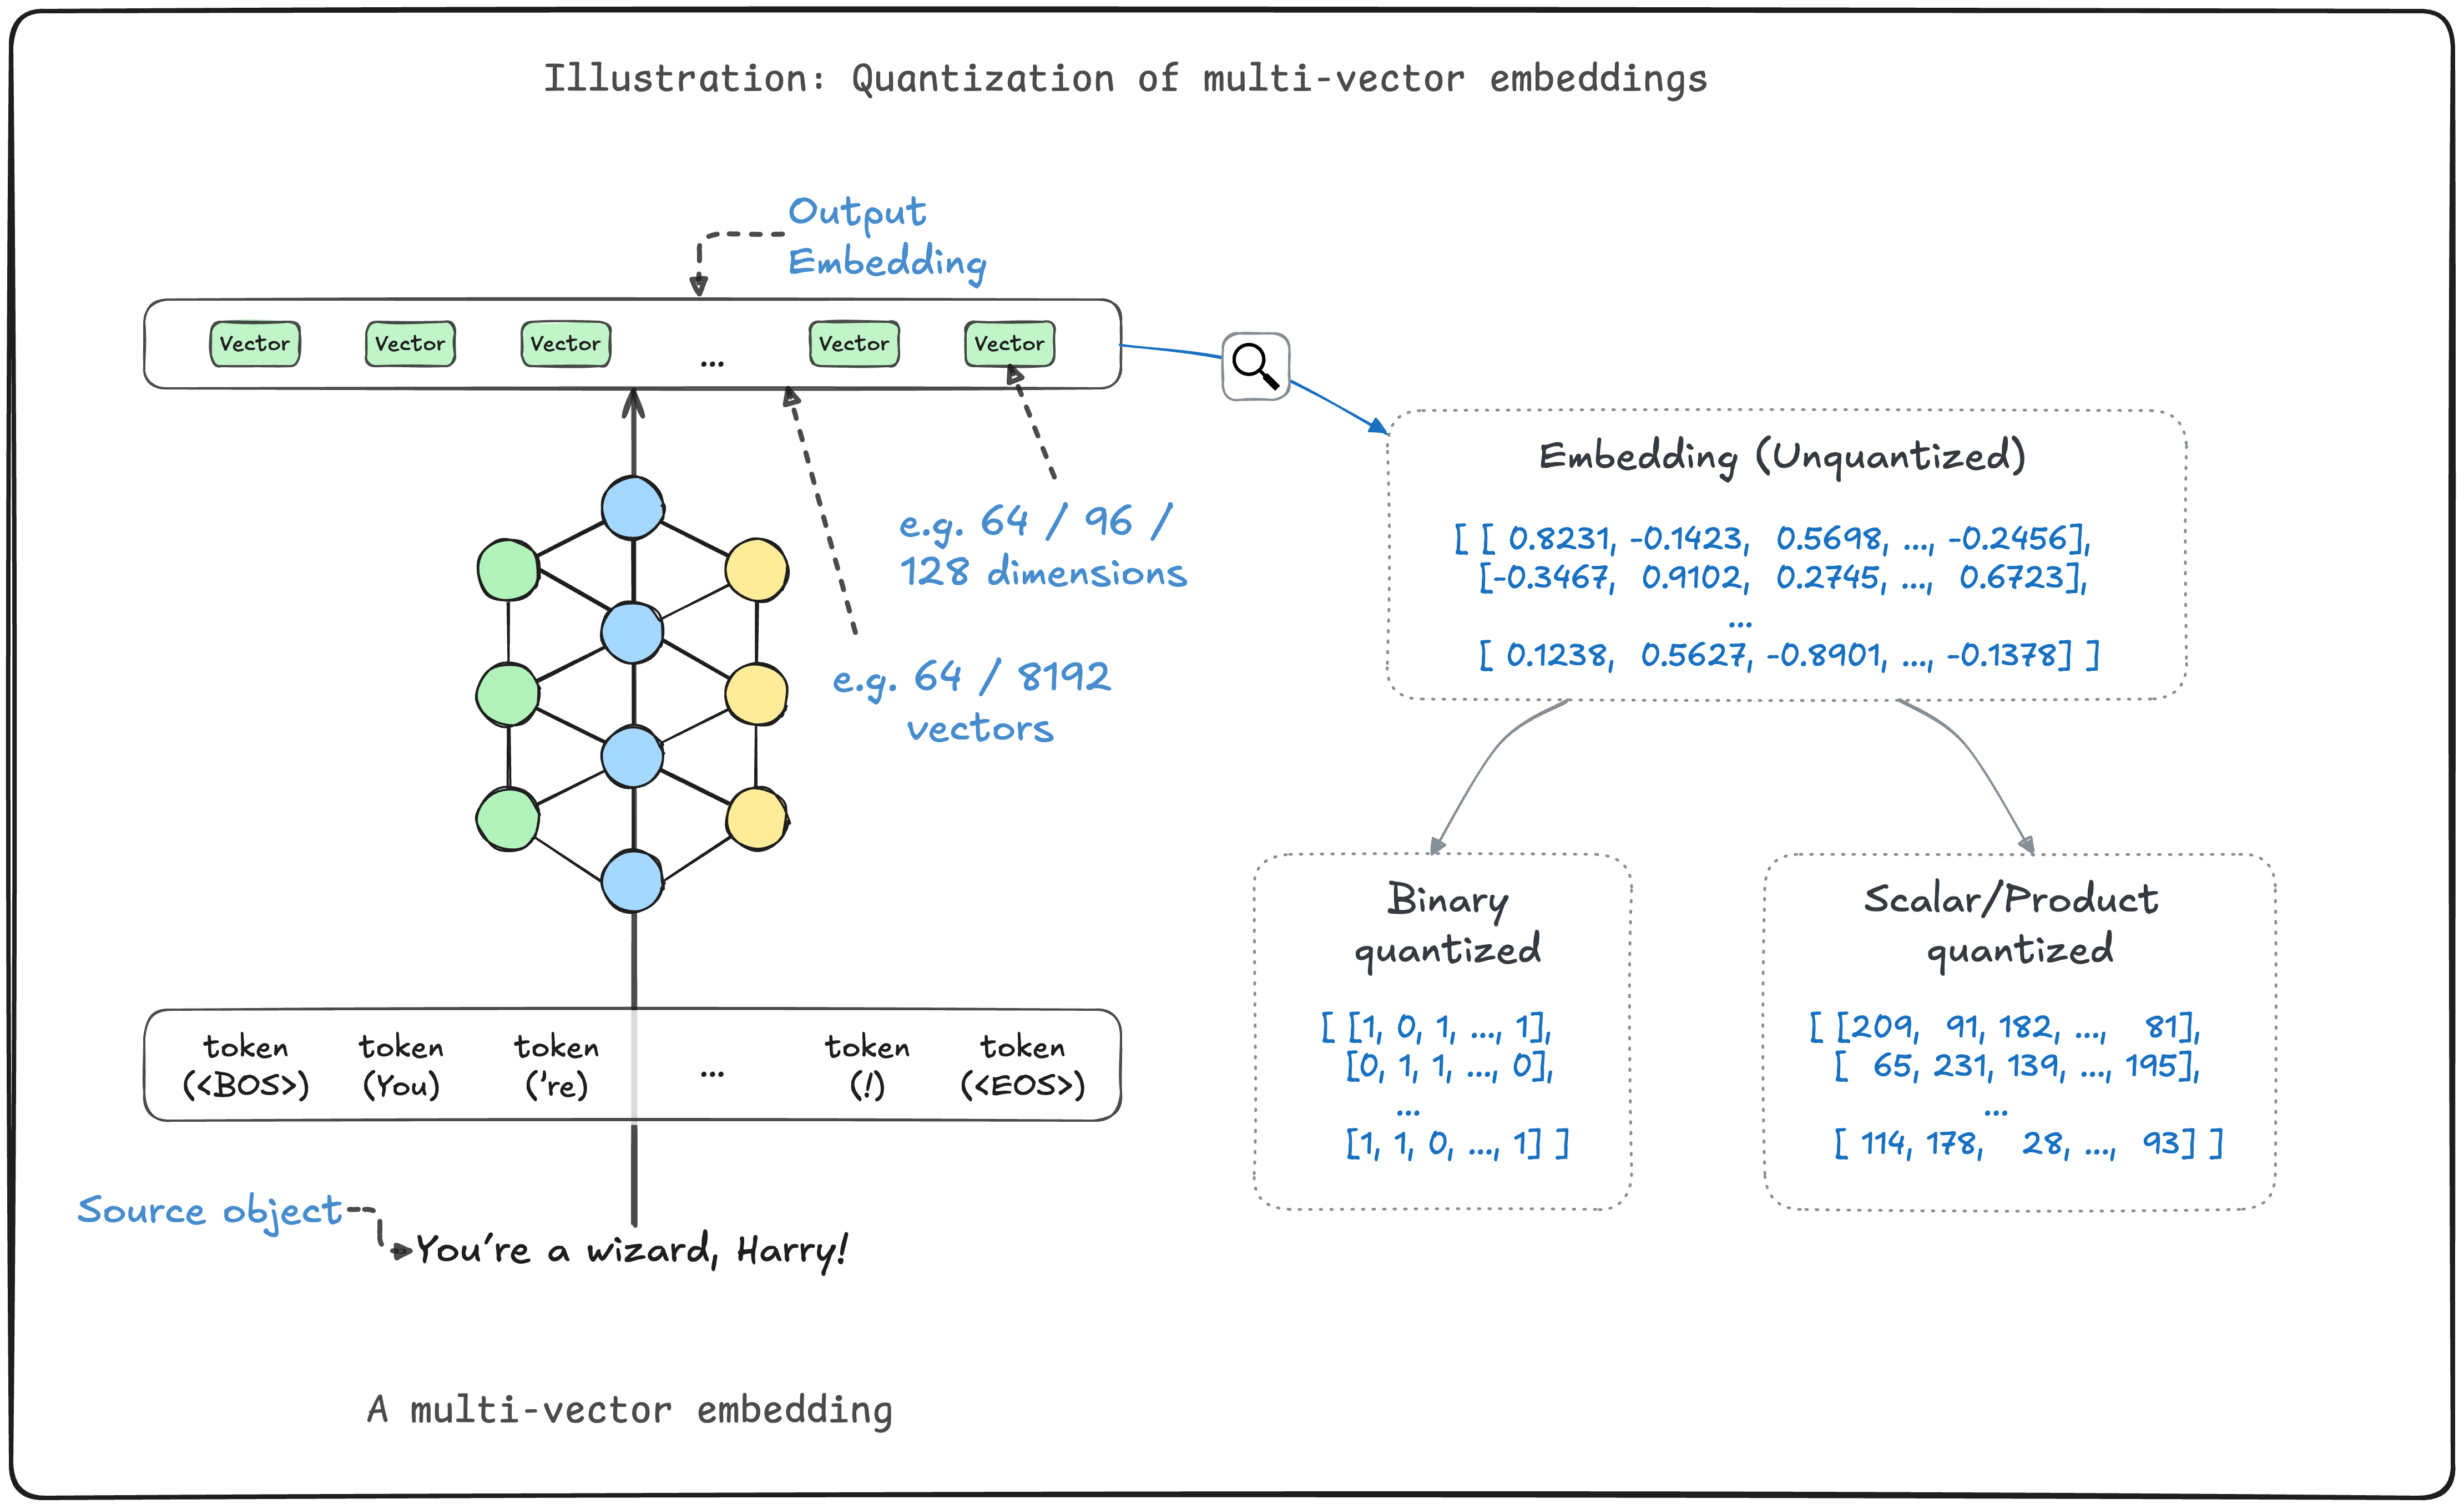 Illustration: Quantization of multi-vector embeddings
Output
Embedding
Vector Vector Vector ... Vector Vector
e.g. 64 / 96 /
128 dimensions
e.g. 64 / 8192
vectors
token token token ... token token
(<BOS>) (You) ('re) (!) (<EOS>)
Source object
You're a wizard, Harry!
A multi-vector embedding
Embedding (Unquantized)
[ [ 0.8231, -0.1423, 0.5698, ..., -0.2456],
[-0.3467, 0.9102, 0.2745, ..., 0.6723],
...
[ 0.1238, 0.5627, -0.8901, ..., -0.1378] ]
Binary
quantized
[ [1, 0, 1, ..., 1],
[0, 1, 1, ..., 0],
...
[1, 1, 0, ..., 1] ]
Scalar/Product
quantized
[ [209, 91, 182, ..., 81],
[ 65, 231, 139, ..., 195],
...
[ 114, 178, 28, ..., 93] ]